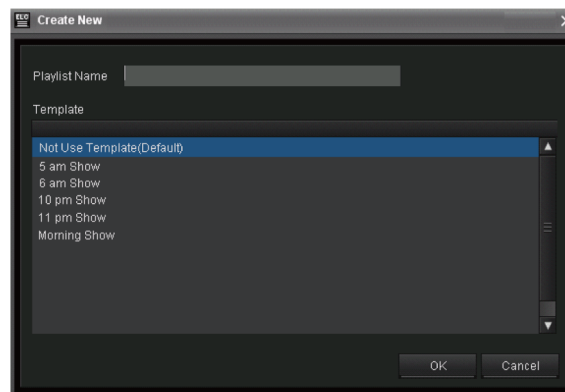 ELC Create New
Playlist Name
Template
Not Use Template(Default)
5 am Show
6 am Show
10 pm Show
11 pm Show
Morning Show
OK Cancel